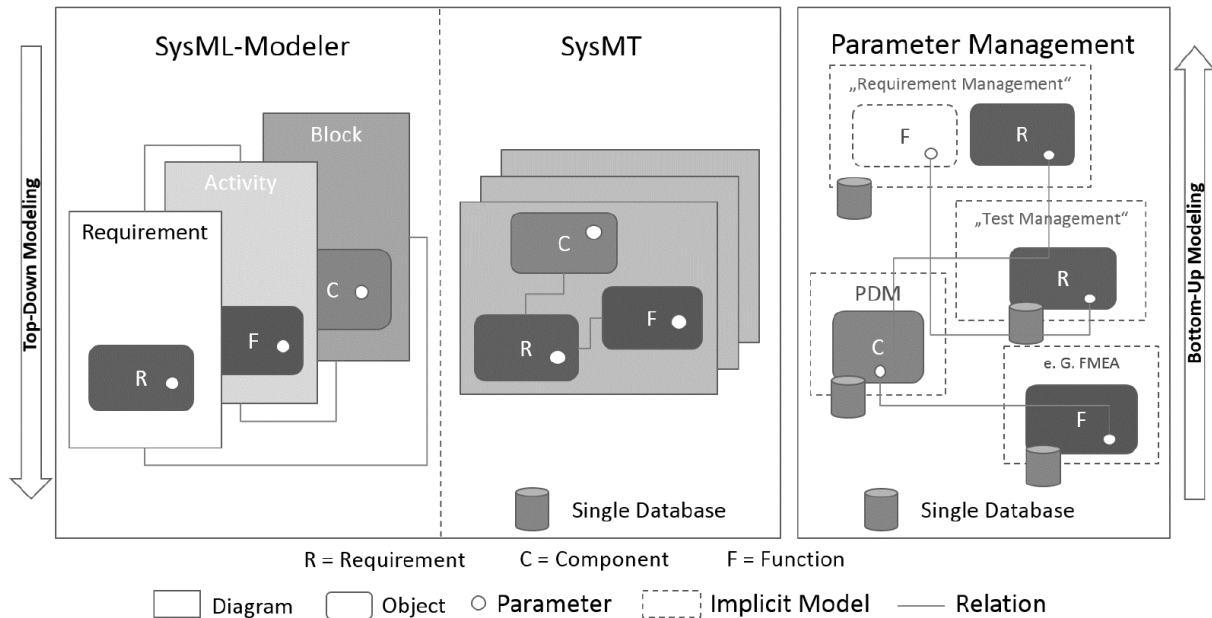 Top-Down Modeling
SysML-Modeler
Block
Activity
Requirement
C
F
R
SysMT
C
F
R
Single Database
Parameter Management
„Requirement Management“
F
R
„Test Management“
R
PDM
C
e. G. FMEA
F
Single Database
Bottom-Up Modeling
R = Requirement C = Component F = Function
Diagram Object Parameter Implicit Model Relation